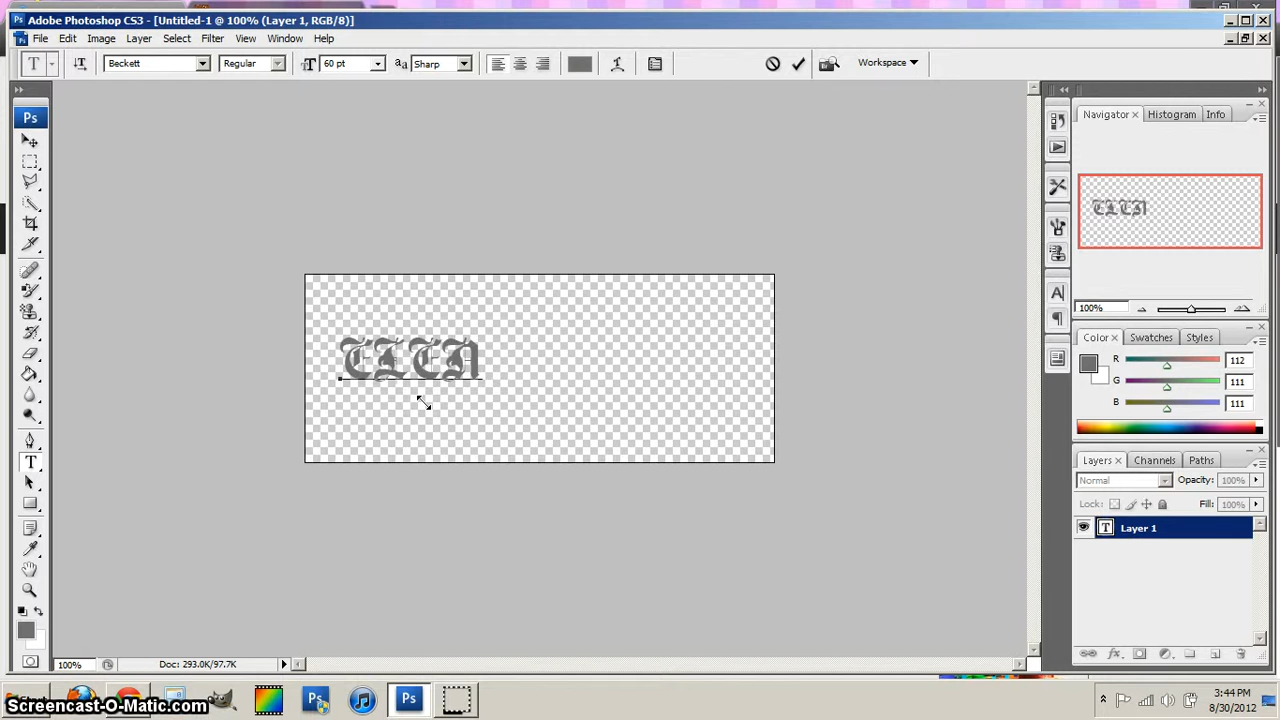 Adobe Photoshop CS3 - [Untitled-1 @ 100% (Layer 1, RGB/8)]
File Edit Image Layer Select Filter View Window Help
T Beckett Regular 60 pt Sharp Workspace
Ps
Navigator Histogram Info
100%
Color Swatches Styles
R 112
G 111
B 111
Layers Channels Paths
Normal Opacity: 100%
Lock: Fill: 100%
T Layer 1
100% Doc: 293.0K/97.7K
3:44 PM
8/30/2012
Screencast-O-Matic.com